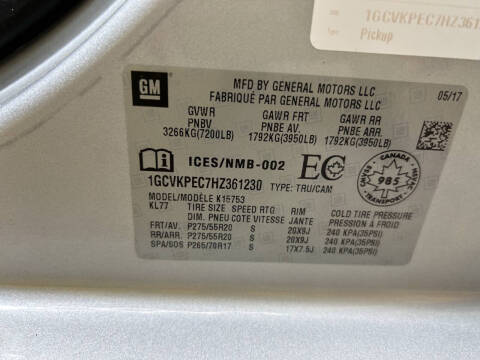 1GCVKPEC7HZ361
Pickup
GM
MFD BY GENERAL MOTORS LLC
FABRIQUÉ PAR GENERAL MOTORS LLC
05/17
GVWR GAWR FRT GAWR RR
PNBV PNBE AV. PNBE ARR.
3266KG(7200LB) 1792KG(3950LB) 1792KG(3950LB)
ICES/NMB-002 EC
1GCVKPEC7HZ361230 TYPE: TRU/CAM
CANADA
985
MODEL/MODÈLE K15753
KL77 TIRE SIZE SPEED RTG RIM COLD TIRE PRESSURE
DIM. PNEU COTE VITESSE JANTE PRESSION À FROID
FRT/AV. P275/55R20 S 20X9J 240 KPA(35PSI)
RR/ARR. P275/55R20 S 20X9J 240 KPA(35PSI)
SPA/SOS P265/70R17 S 17X7.5J 240 KPA(35PSI)